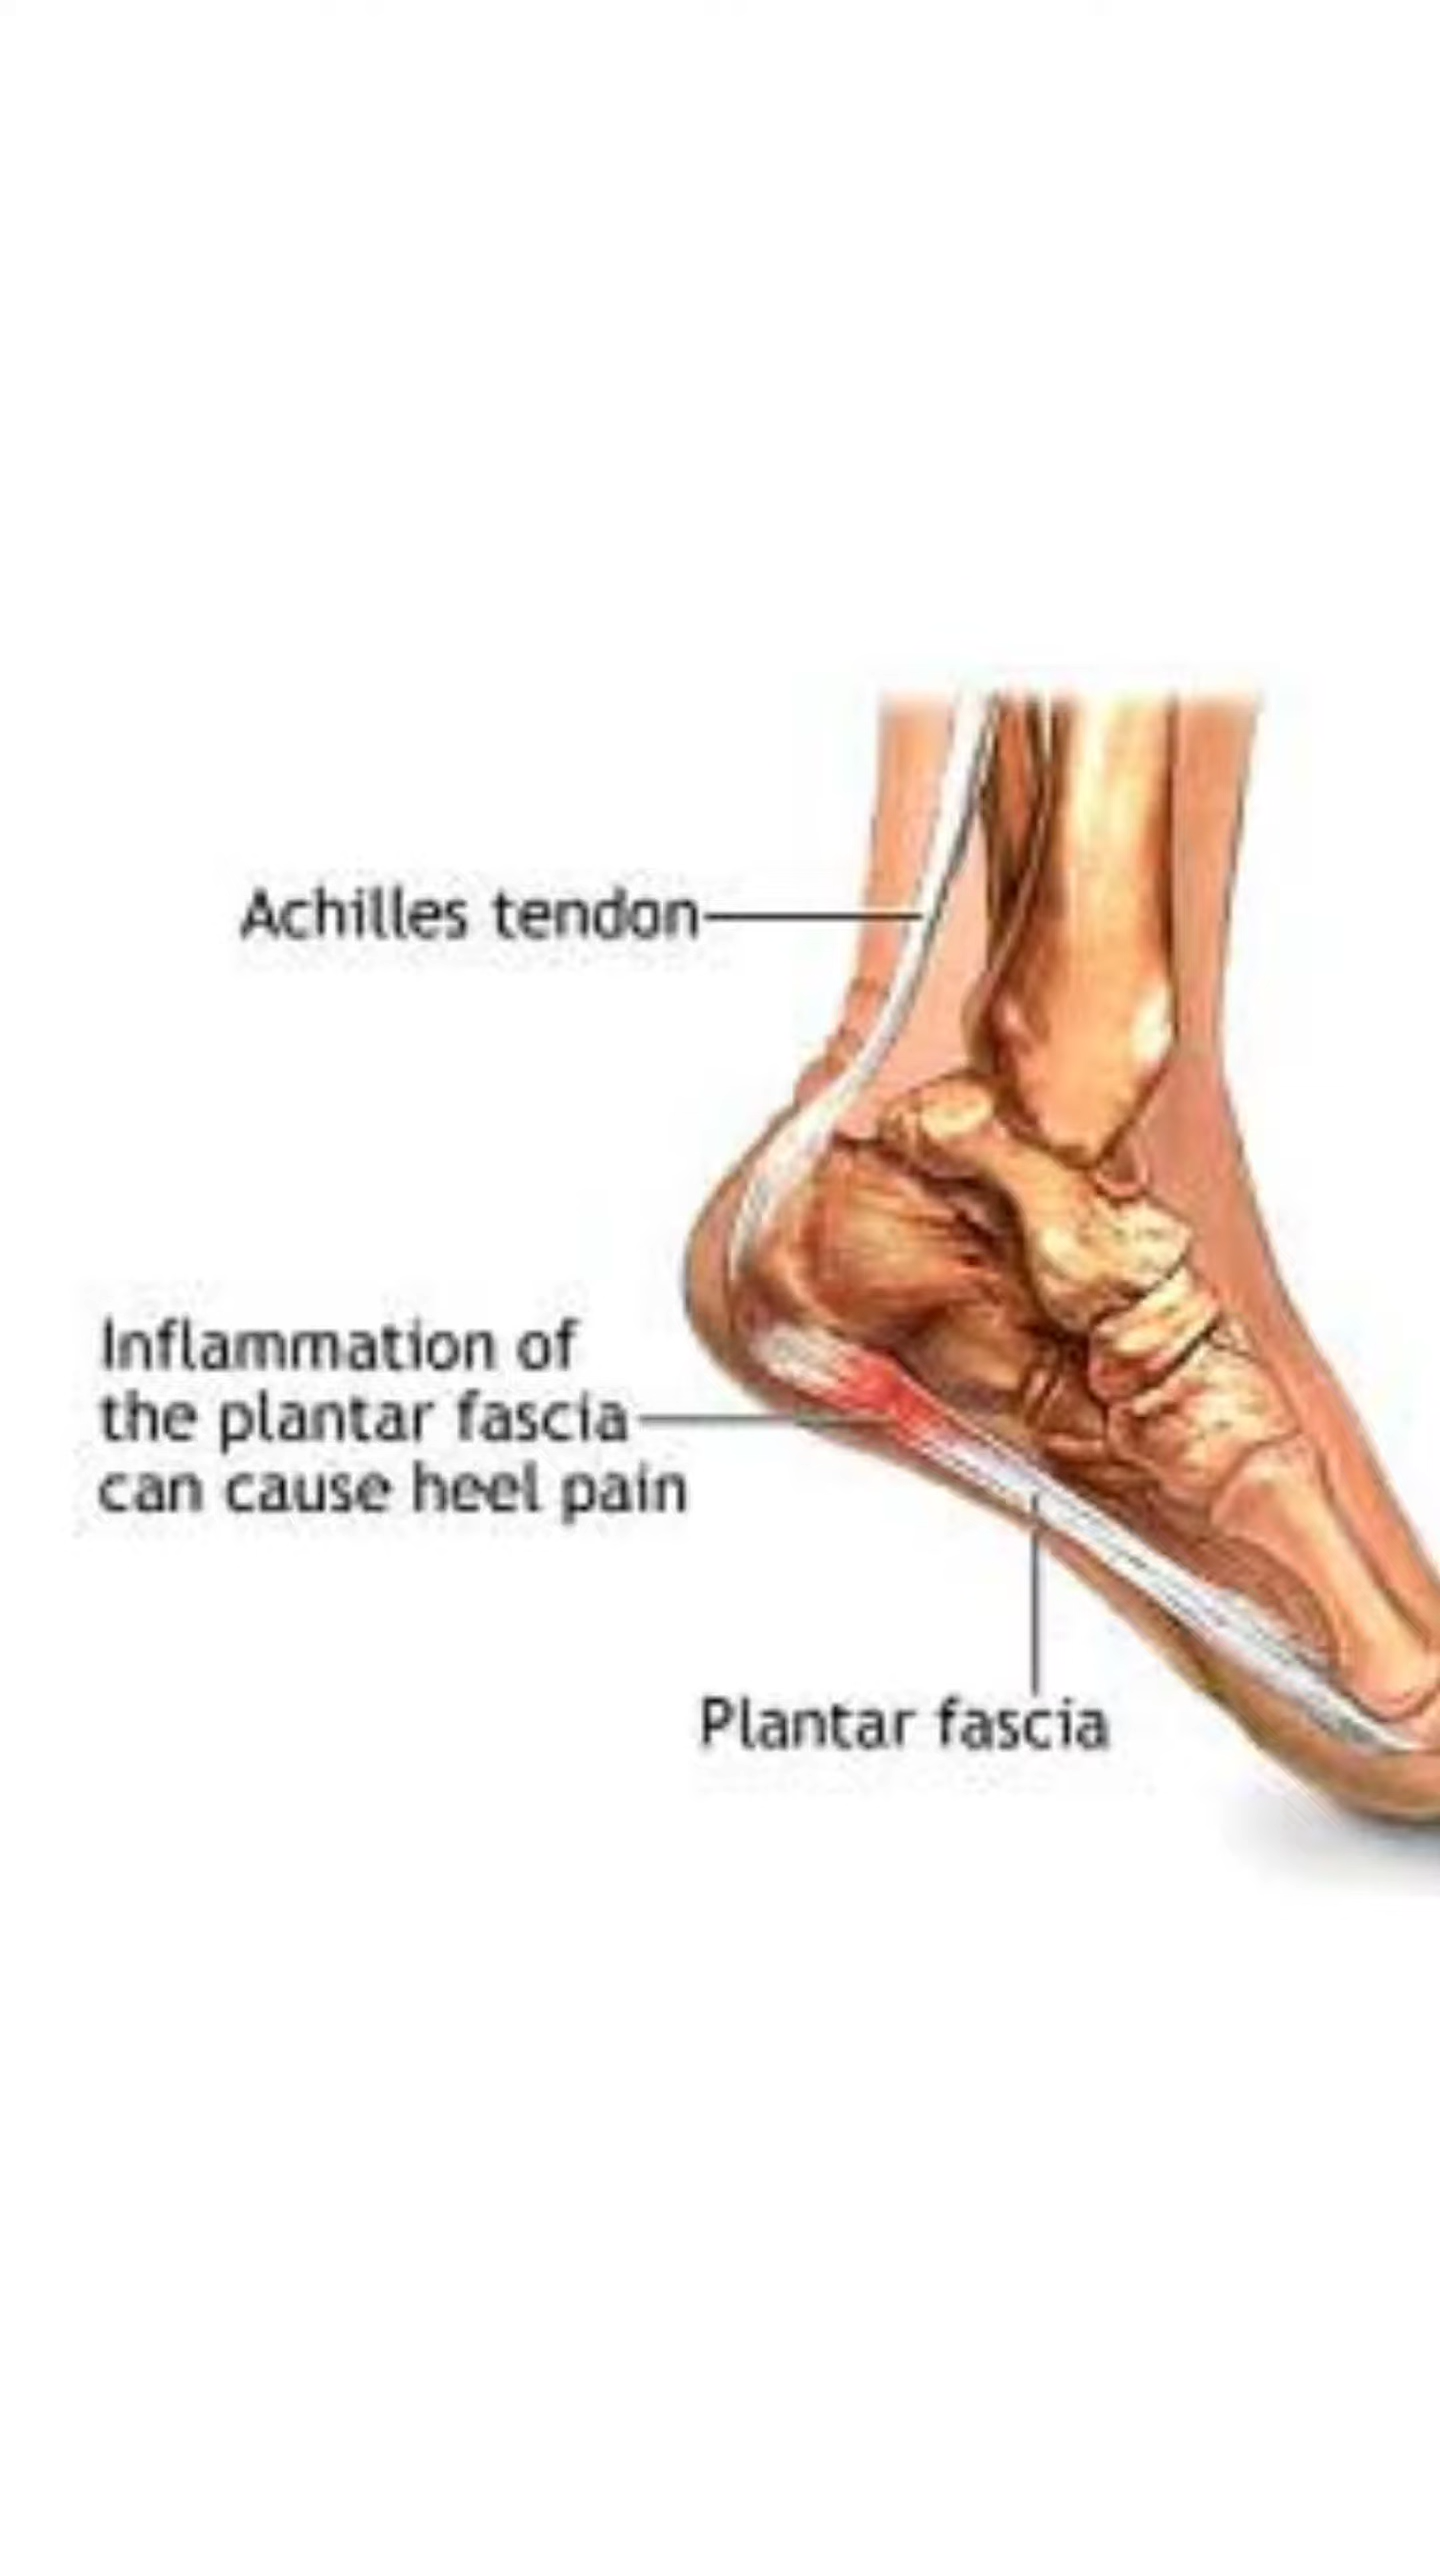 Achilles tendon
Inflammation of
the plantar fascia
can cause heel pain
Plantar fascia